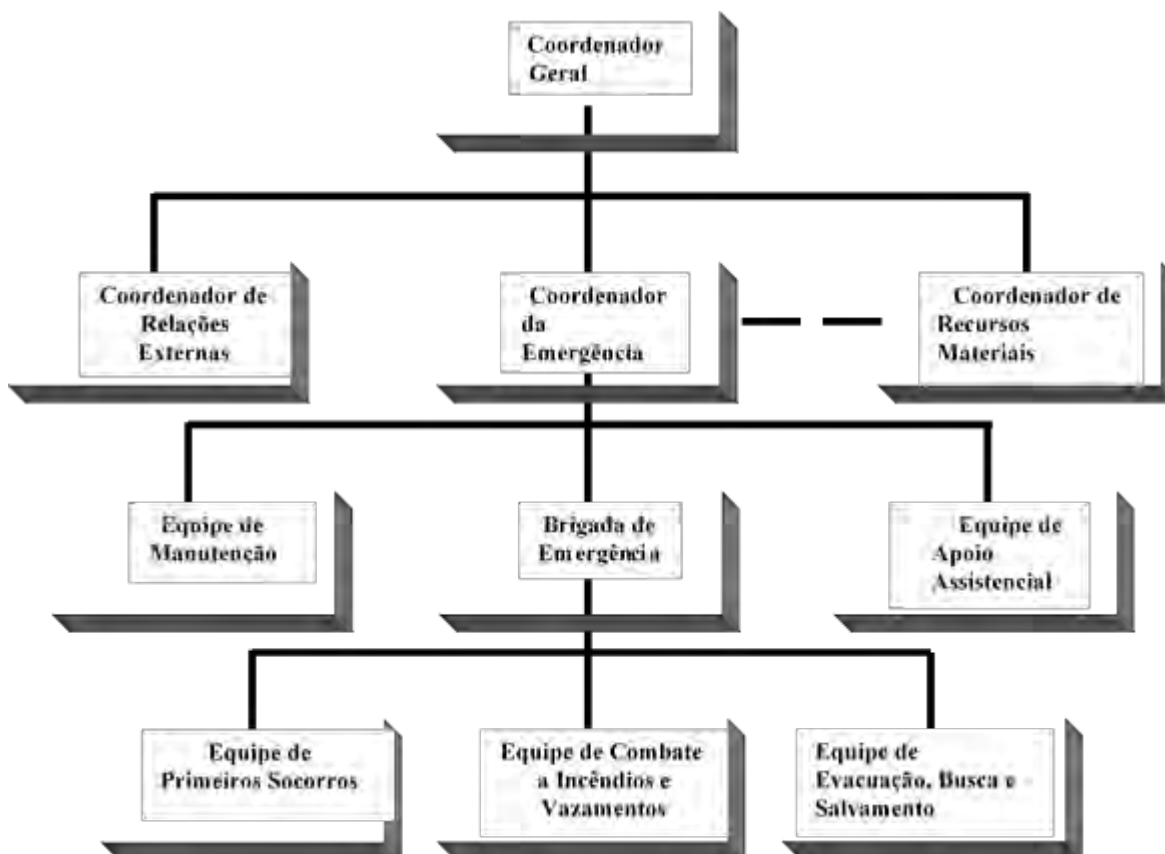 Coordenador
Geral
Coordenador de
Relações
Externas
Coordenador
da
Emergência
Coordenador de
Recursos
Materiais
Equipe de
Manutenção
Brigada de
Emergência
Equipe de
Apoio
Assistencial
Equipe de
Primeiros Socorros
Equipe de Combate
a Incêndios e
Vazamentos
Equipe de
Evacuação, Busca e
Salvamento